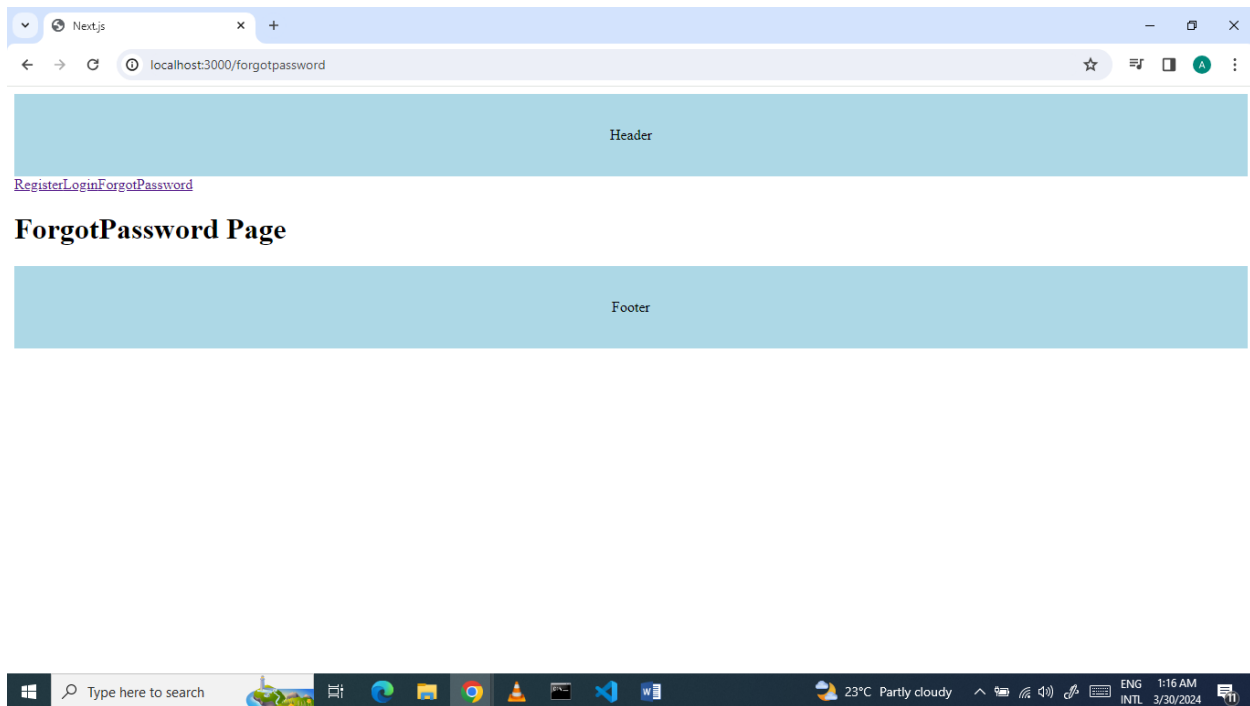 Next.js
localhost:3000/forgotpassword
A
Header
RegisterLoginForgotPassword
ForgotPassword Page
Footer
Type here to search
23°C Partly cloudy
ENG 1:16 AM
INTL 3/30/2024
11